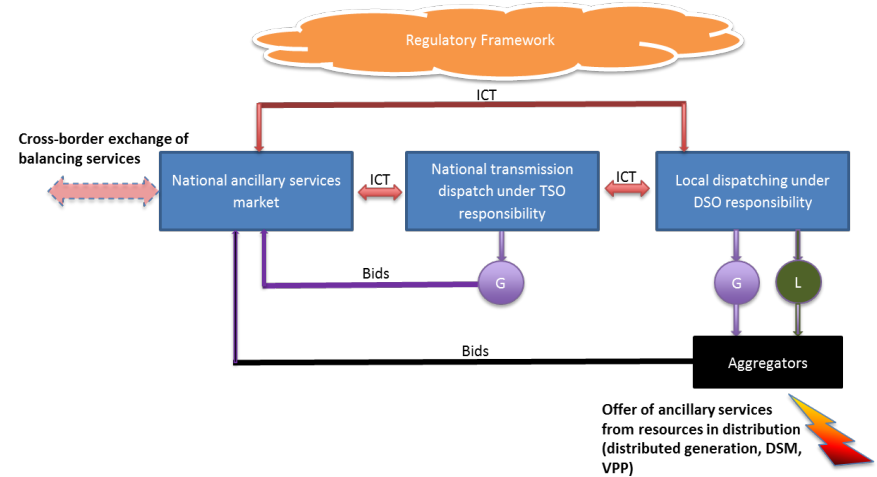 Regulatory Framework
ICT
Cross-border exchange of
balancing services
National ancillary services
market
ICT
National transmission
dispatch under TSO
responsibility
ICT
Local dispatching under
DSO responsibility
Bids
G
G
L
Bids
Aggregators
Offer of ancillary services
from resources in distribution
(distributed generation, DSM,
VPP)